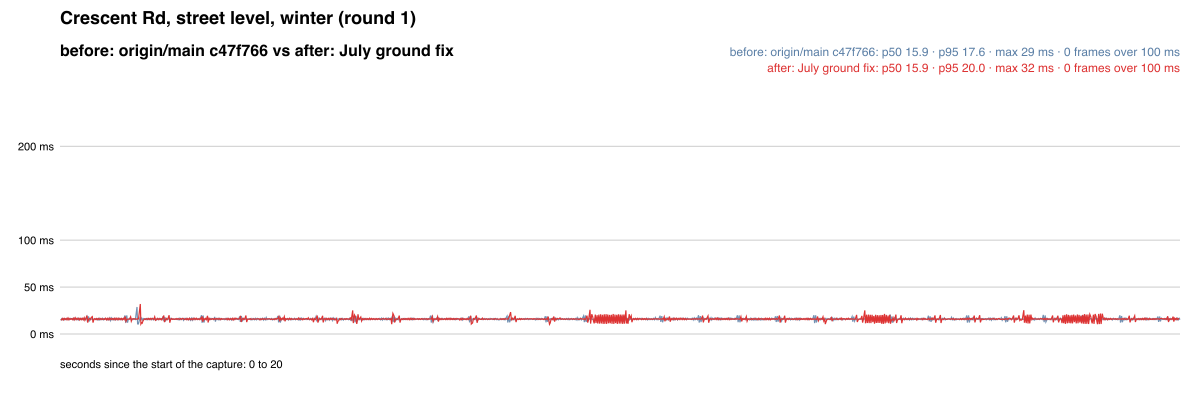 Crescent Rd, street level, winter (round 1)
before: origin/main c47f766 vs after: July ground fix
before: origin/main c47f766: p50 15.9 · p95 17.6 · max 29 ms · 0 frames over 100 ms
after: July ground fix: p50 15.9 · p95 20.0 · max 32 ms · 0 frames over 100 ms
200 ms
100 ms
50 ms
0 ms
seconds since the start of the capture: 0 to 20